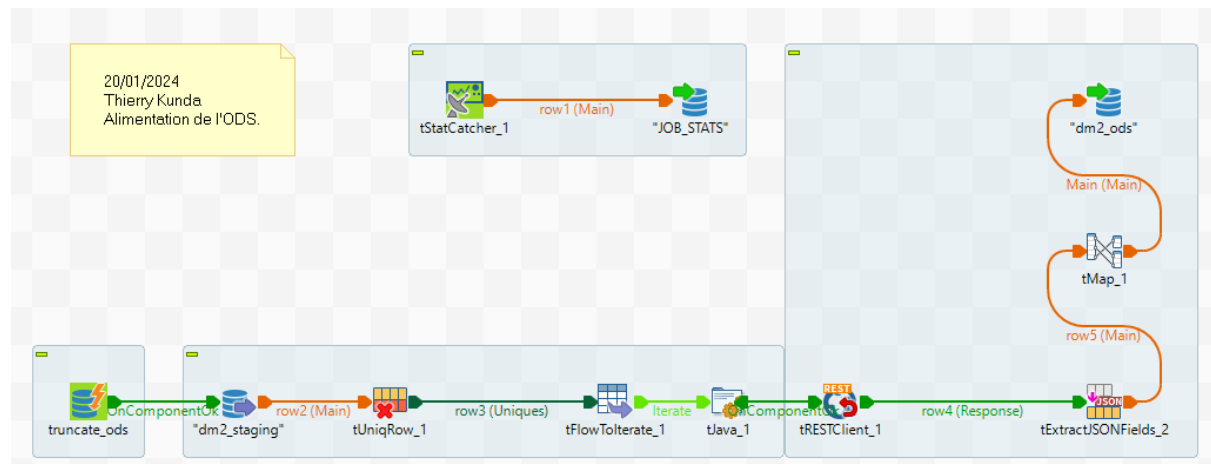 20/01/2024
Thierry Kunda
Alimentation de l'ODS.
row1 (Main)
tStatCatcher_1
"JOB_STATS"
"dm2_ods"
Main (Main)
tMap_1
row5 (Main)
OnComponentOk
row2 (Main)
row3 (Uniques)
Iterate
OnComponentOk
row4 (Response)
truncate_ods
"dm2_staging"
tUniqRow_1
tFlowToIterate_1
tJava_1
REST
tRESTClient_1
JSON
tExtractJSONFields_2